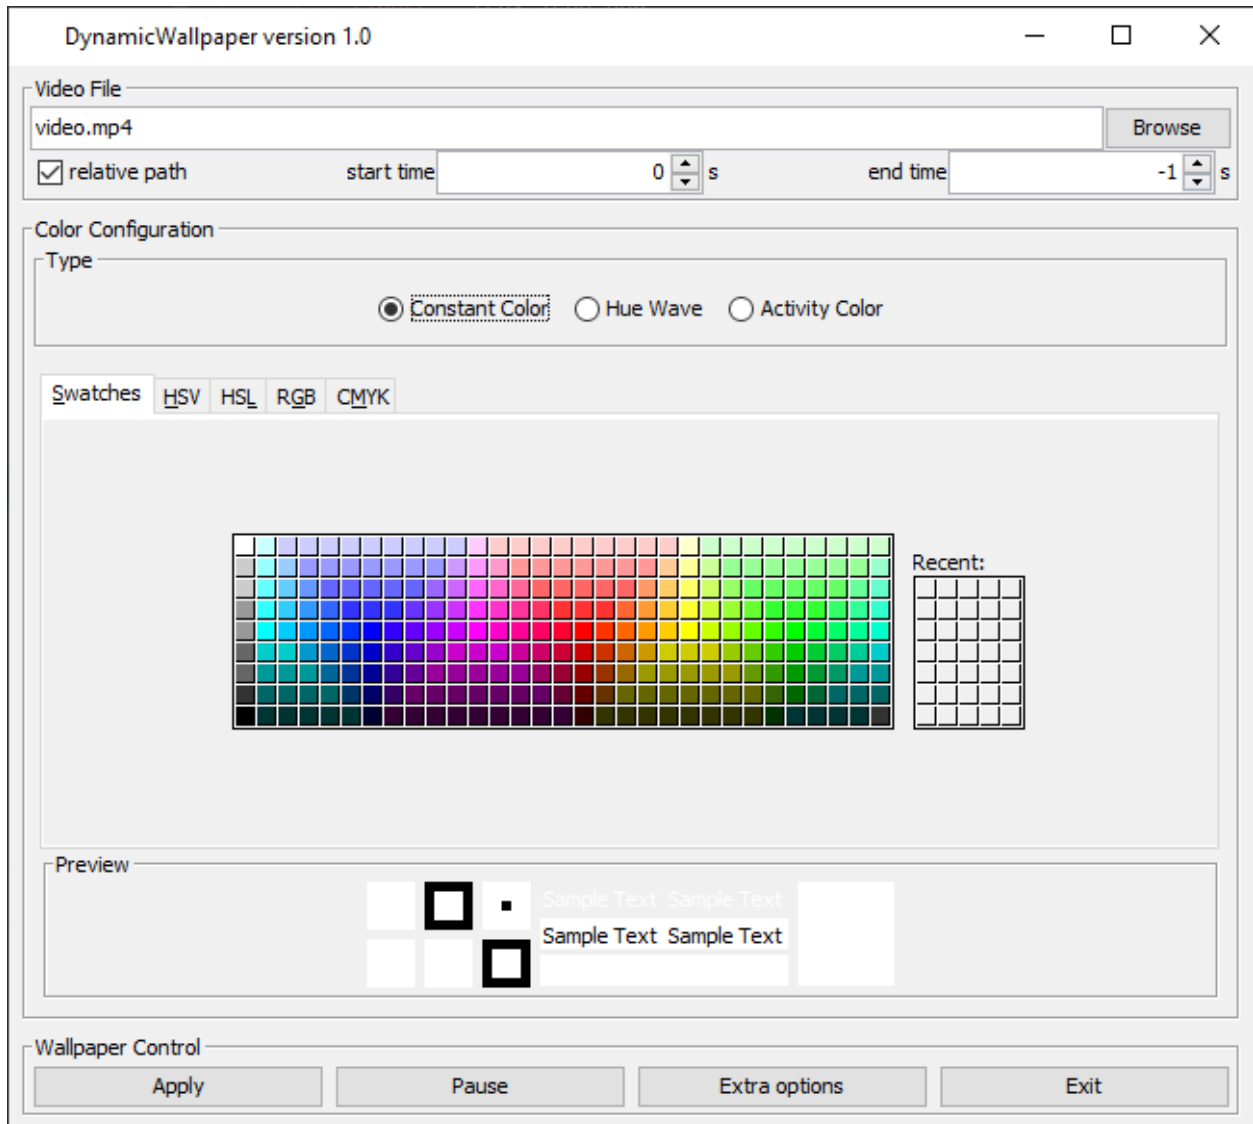 DynamicWallpaper version 1.0
Video File
video.mp4 Browse
relative path start time 0 s end time -1 s
Color Configuration
Type
Constant Color Hue Wave Activity Color
Swatches HSV HSL RGB CMYK
Recent:
Preview
Sample Text Sample Text
Sample Text Sample Text
Wallpaper Control
Apply Pause Extra options Exit